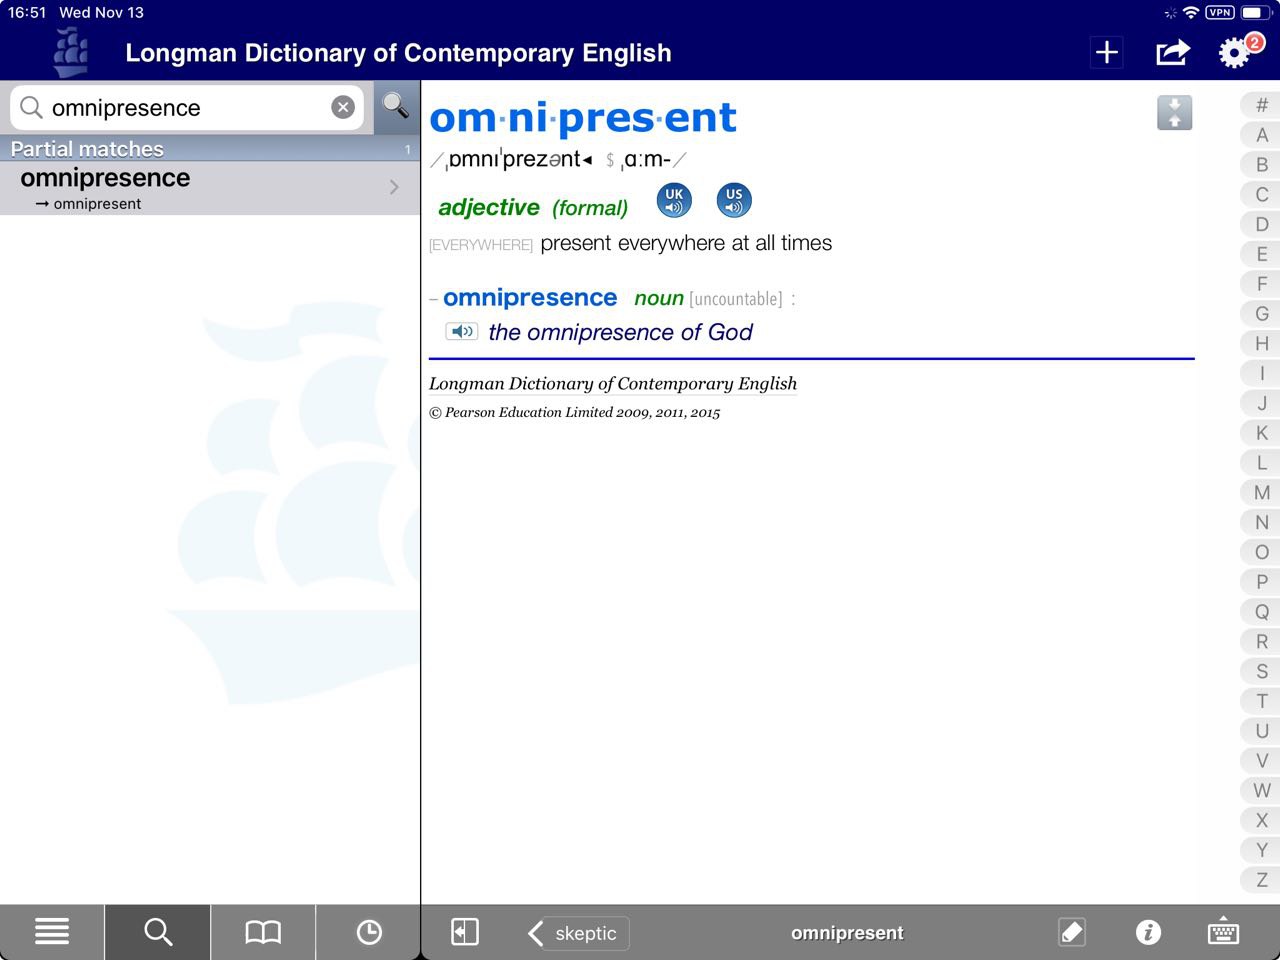 16:51 Wed Nov 13
VPN
Longman Dictionary of Contemporary English
2
omnipresence
Partial matches 1
omnipresence
→ omnipresent
om·ni·pres·ent
/ˌɒmnɪˈprezənt◂ $ ˌɑːm-/
adjective (formal) UK US
[EVERYWHERE] present everywhere at all times
– omnipresence noun [uncountable] :
the omnipresence of God
Longman Dictionary of Contemporary English
© Pearson Education Limited 2009, 2011, 2015
#
A
B
C
D
E
F
G
H
I
J
K
L
M
N
O
P
Q
R
S
T
U
V
W
X
Y
Z
skeptic
omnipresent